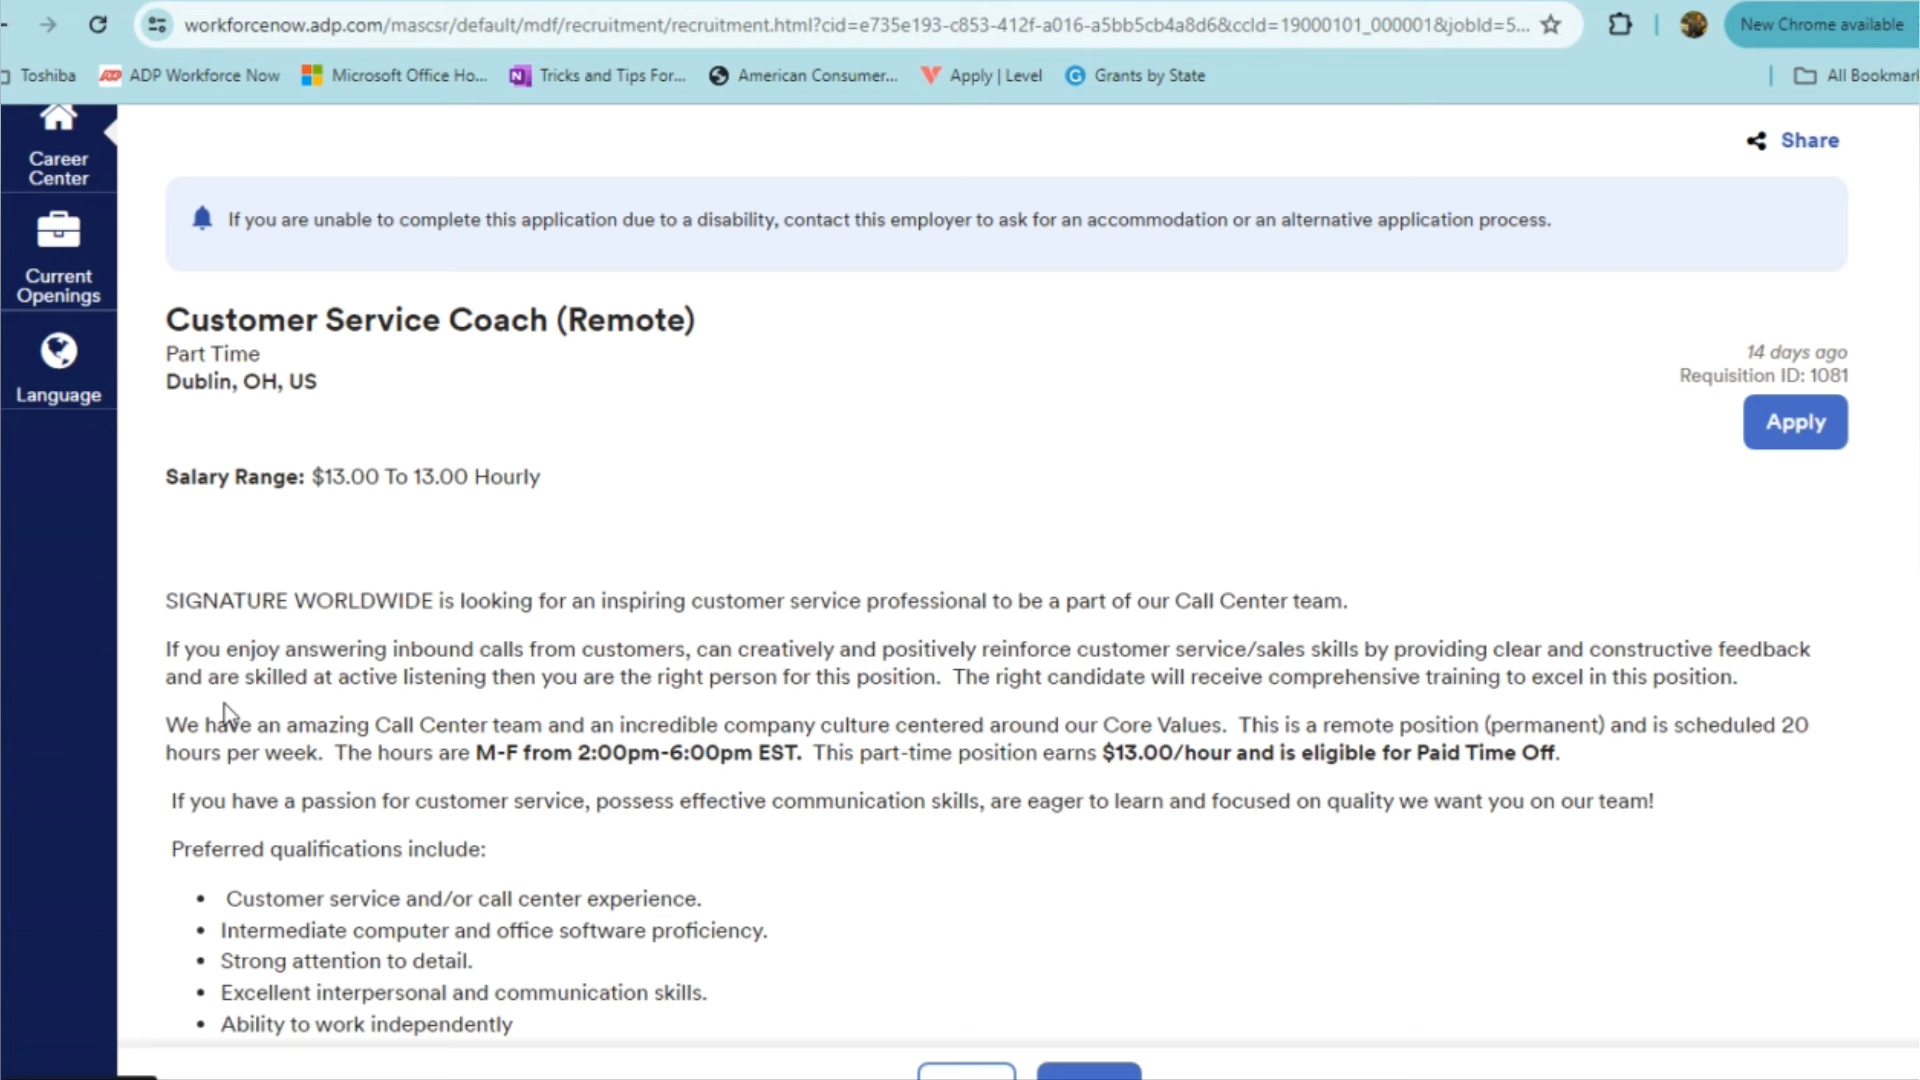 workforcenow.adp.com/mascsr/default/mdf/recruitment/recruitment.html?cid=e735e193-c853-412f-a016-a5bb5cb4a8d6&ccId=19000101_000001&jobId=5...
New Chrome available
Toshiba
ADP Workforce Now
Microsoft Office Ho...
Tricks and Tips For...
American Consumer...
Apply | Level
Grants by State
All Bookmar
Career
Center
Current
Openings
Language
Share
If you are unable to complete this application due to a disability, contact this employer to ask for an accommodation or an alternative application process.
Customer Service Coach (Remote)
Part Time
Dublin, OH, US
14 days ago
Requisition ID: 1081
Apply
Salary Range: $13.00 To 13.00 Hourly
SIGNATURE WORLDWIDE is looking for an inspiring customer service professional to be a part of our Call Center team.
If you enjoy answering inbound calls from customers, can creatively and positively reinforce customer service/sales skills by providing clear and constructive feedback
and are skilled at active listening then you are the right person for this position. The right candidate will receive comprehensive training to excel in this position.
We have an amazing Call Center team and an incredible company culture centered around our Core Values. This is a remote position (permanent) and is scheduled 20
hours per week. The hours are M-F from 2:00pm-6:00pm EST. This part-time position earns $13.00/hour and is eligible for Paid Time Off.
If you have a passion for customer service, possess effective communication skills, are eager to learn and focused on quality we want you on our team!
Preferred qualifications include:
• Customer service and/or call center experience.
• Intermediate computer and office software proficiency.
• Strong attention to detail.
• Excellent interpersonal and communication skills.
• Ability to work independently